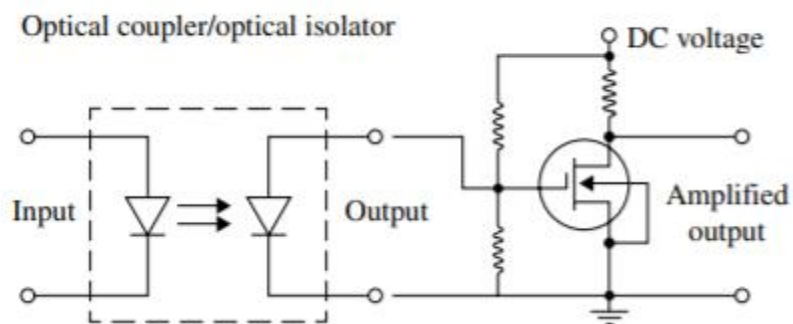 Optical coupler/optical isolator
DC voltage
Input
Output
Amplified
output